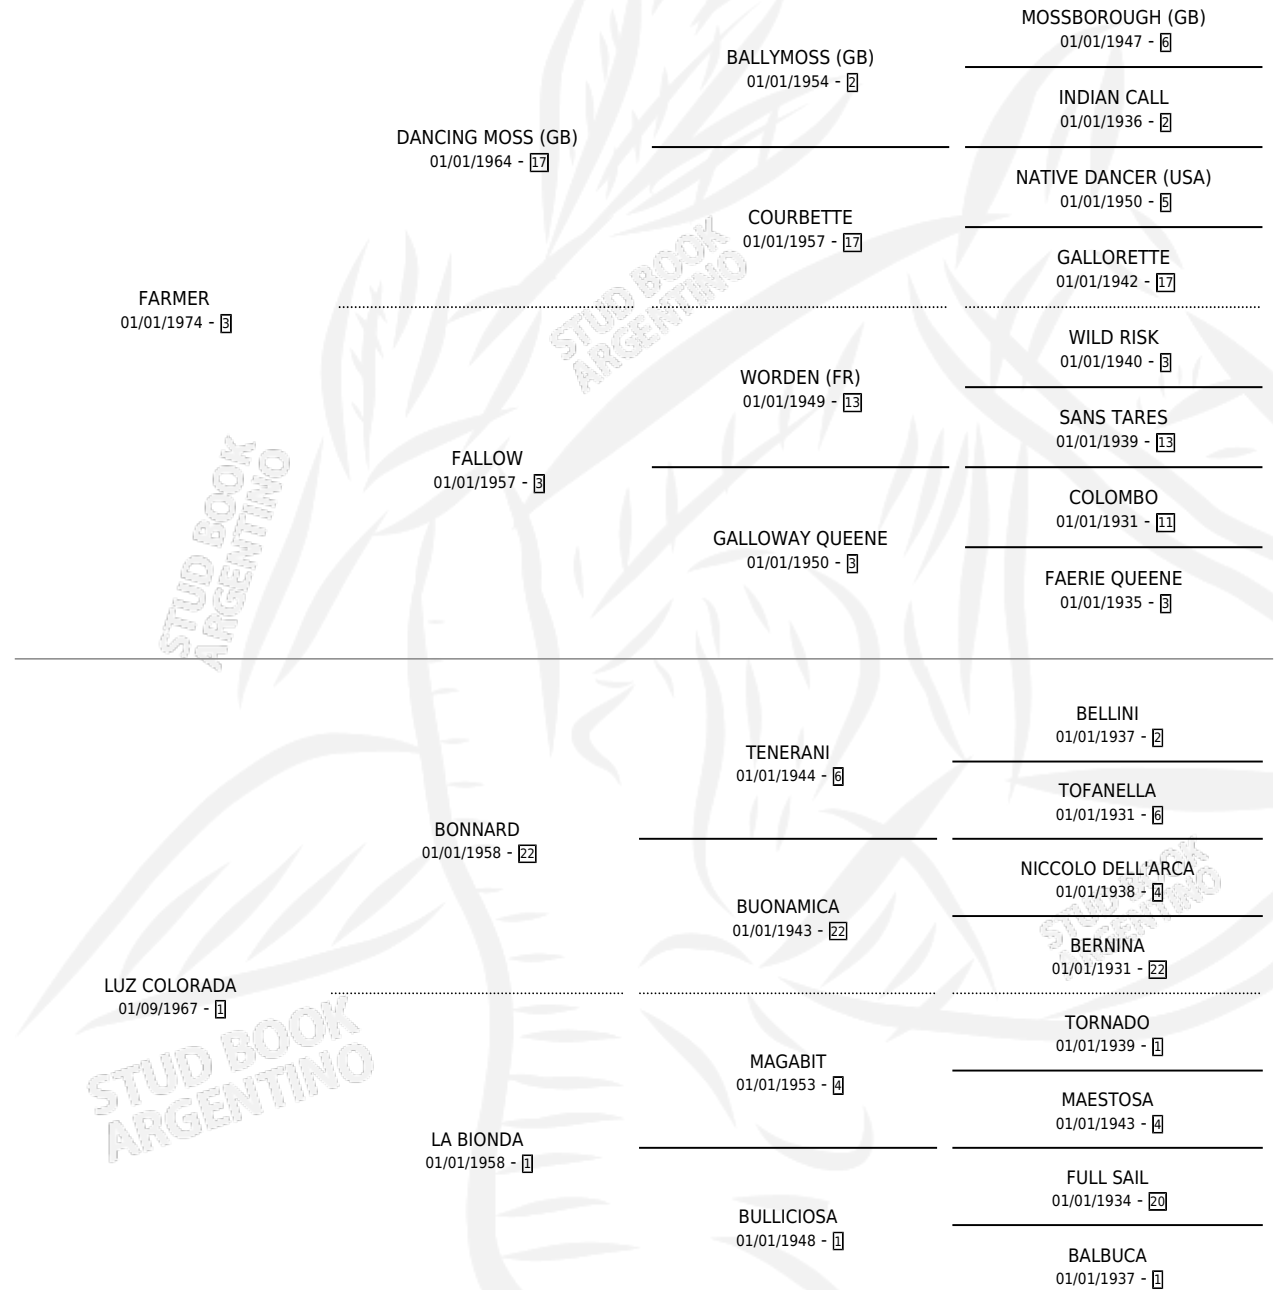 MOSSBOROUGH (GB)
01/01/1947 - 6
BALLYMOSS (GB)
01/01/1954 - 2
INDIAN CALL
01/01/1936 - 2
DANCING MOSS (GB)
01/01/1964 - 17
NATIVE DANCER (USA)
01/01/1950 - 5
COURBETTE
01/01/1957 - 17
GALLORETTE
01/01/1942 - 17
FARMER
01/01/1974 - 3
WILD RISK
01/01/1940 - 3
WORDEN (FR)
01/01/1949 - 13
SANS TARES
01/01/1939 - 13
FALLOW
01/01/1957 - 3
COLOMBO
01/01/1931 - 11
GALLOWAY QUEENE
01/01/1950 - 3
FAERIE QUEENE
01/01/1935 - 3
BELLINI
01/01/1937 - 2
TENERANI
01/01/1944 - 6
TOFANELLA
01/01/1931 - 6
BONNARD
01/01/1958 - 22
NICCOLO DELL'ARCA
01/01/1938 - 4
BUONAMICA
01/01/1943 - 22
BERNINA
01/01/1931 - 22
LUZ COLORADA
01/09/1967 - 1
TORNADO
01/01/1939 - 1
MAGABIT
01/01/1953 - 4
MAESTOSA
01/01/1943 - 4
LA BIONDA
01/01/1958 - 1
FULL SAIL
01/01/1934 - 20
BULLICIOSA
01/01/1948 - 1
BALBUCA
01/01/1937 - 1
STUD BOOK
ARGENTINO
STUD BOOK
ARGENTINO
STUD BOOK
ARGENTINO
STUD BOOK
ARGENTINO